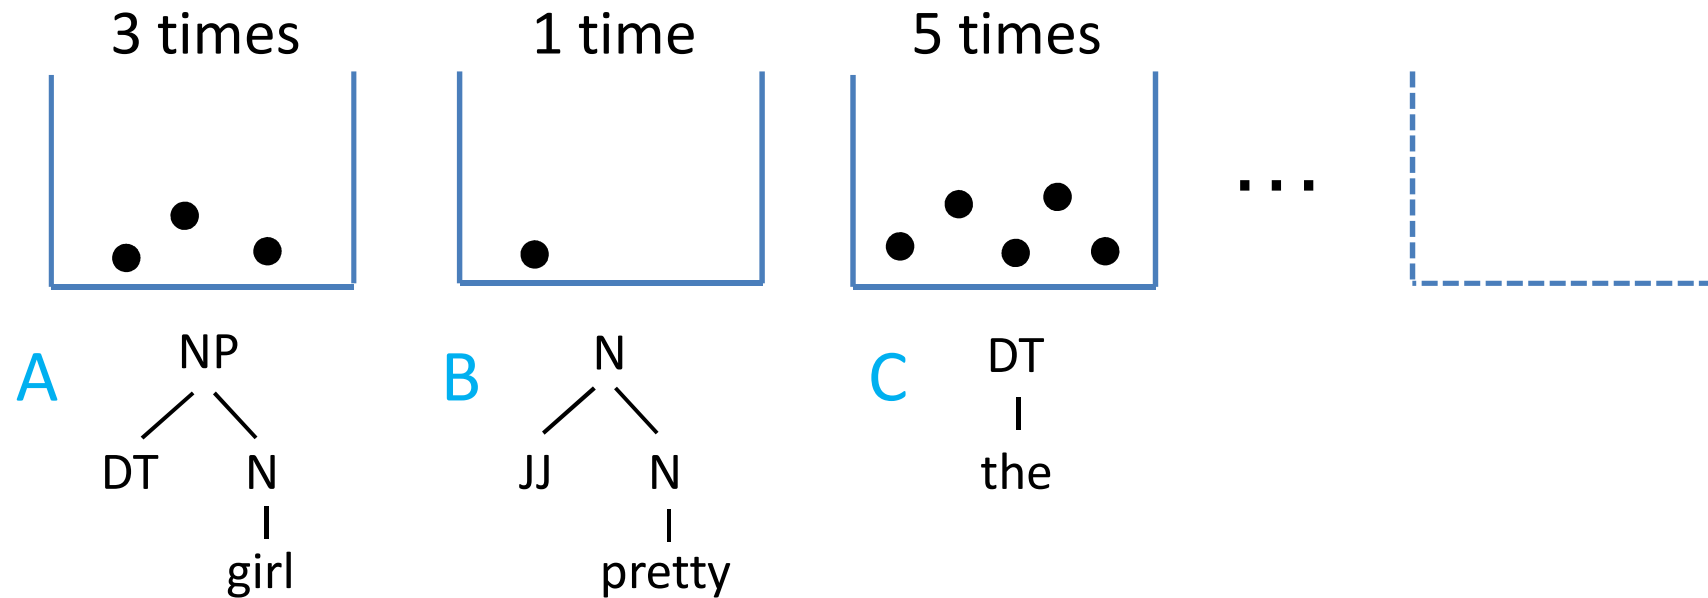 3 times 1 time 5 times
...
A NP B N C DT
DT N JJ N the
girl pretty